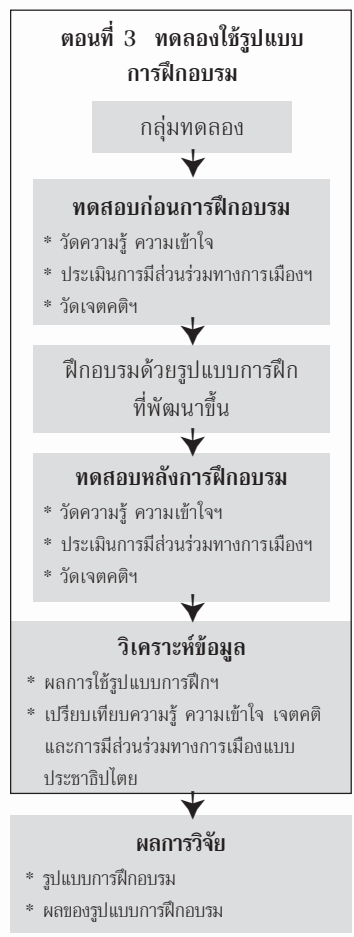 ตอนที่ 3 ทดลองใช้รูปแบบ
การฝึกอบรม
กลุ่มทดลอง
ทดสอบก่อนการฝึกอบรม
* วัดความรู้ ความเข้าใจ
* ประเมินการมีส่วนร่วมทางการเมืองฯ
* วัดเจตคติฯ
ฝึกอบรมด้วยรูปแบบการฝึก
ที่พัฒนาขึ้น
ทดสอบหลังการฝึกอบรม
* วัดความรู้ ความเข้าใจฯ
* ประเมินการมีส่วนร่วมทางการเมืองฯ
* วัดเจตคติฯ
วิเคราะห์ข้อมูล
* ผลการใช้รูปแบบการฝึกฯ
* เปรียบเทียบความรู้ ความเข้าใจ เจตคติ
และการมีส่วนร่วมทางการเมืองแบบ
ประชาธิปไตย
ผลการวิจัย
* รูปแบบการฝึกอบรม
* ผลของรูปแบบการฝึกอบรม